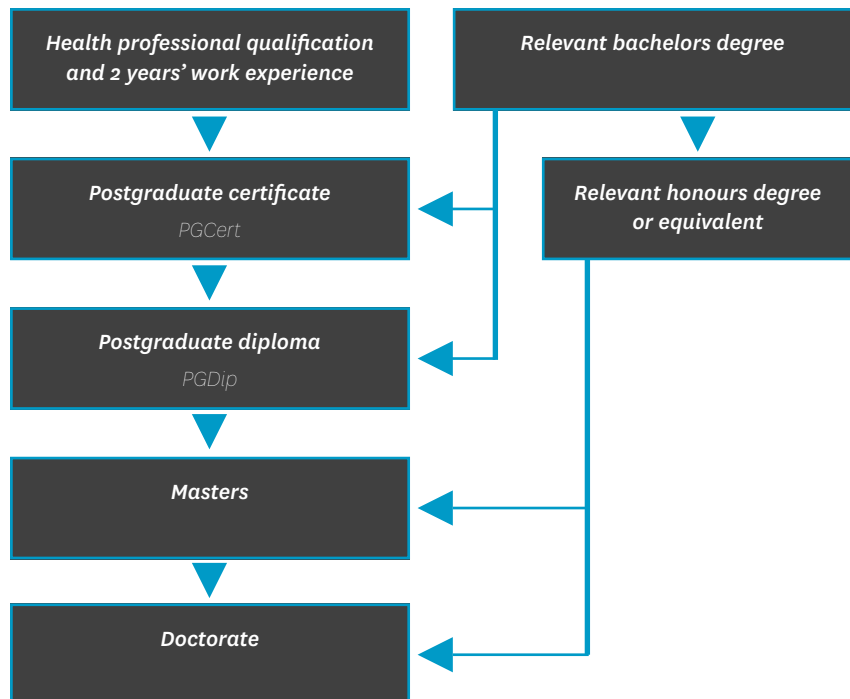 Health professional qualification
and 2 years’ work experience
Relevant bachelors degree
Postgraduate certificate
PGCert
Relevant honours degree
or equivalent
Postgraduate diploma
PGDip
Masters
Doctorate